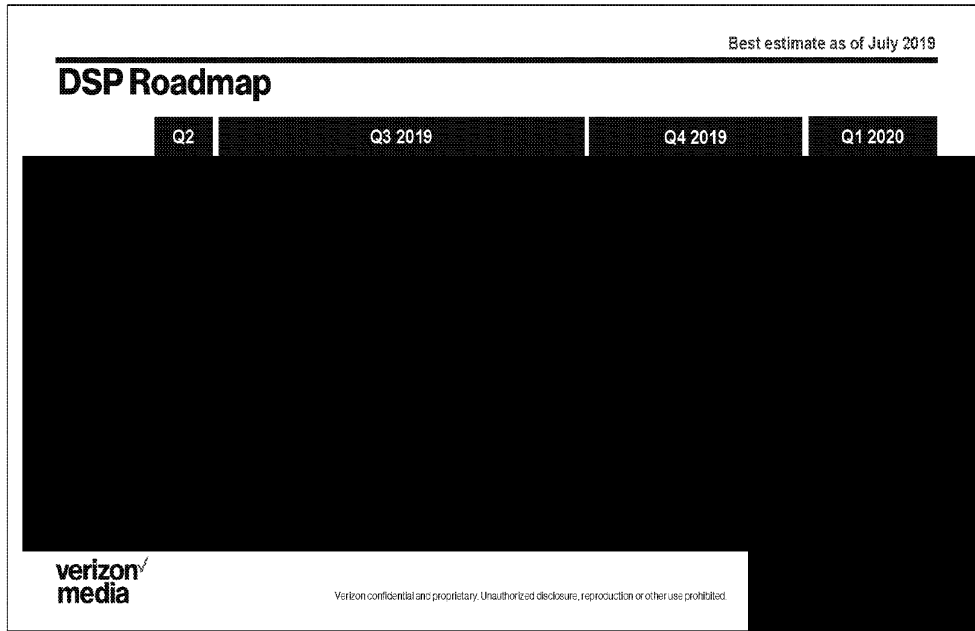 Best estimate as of July 2019
DSP Roadmap
Q2 Q3 2019 Q4 2019 Q1 2020
verizon✓
media
Verizon confidential and proprietary. Unauthorized disclosure, reproduction or other use prohibited.